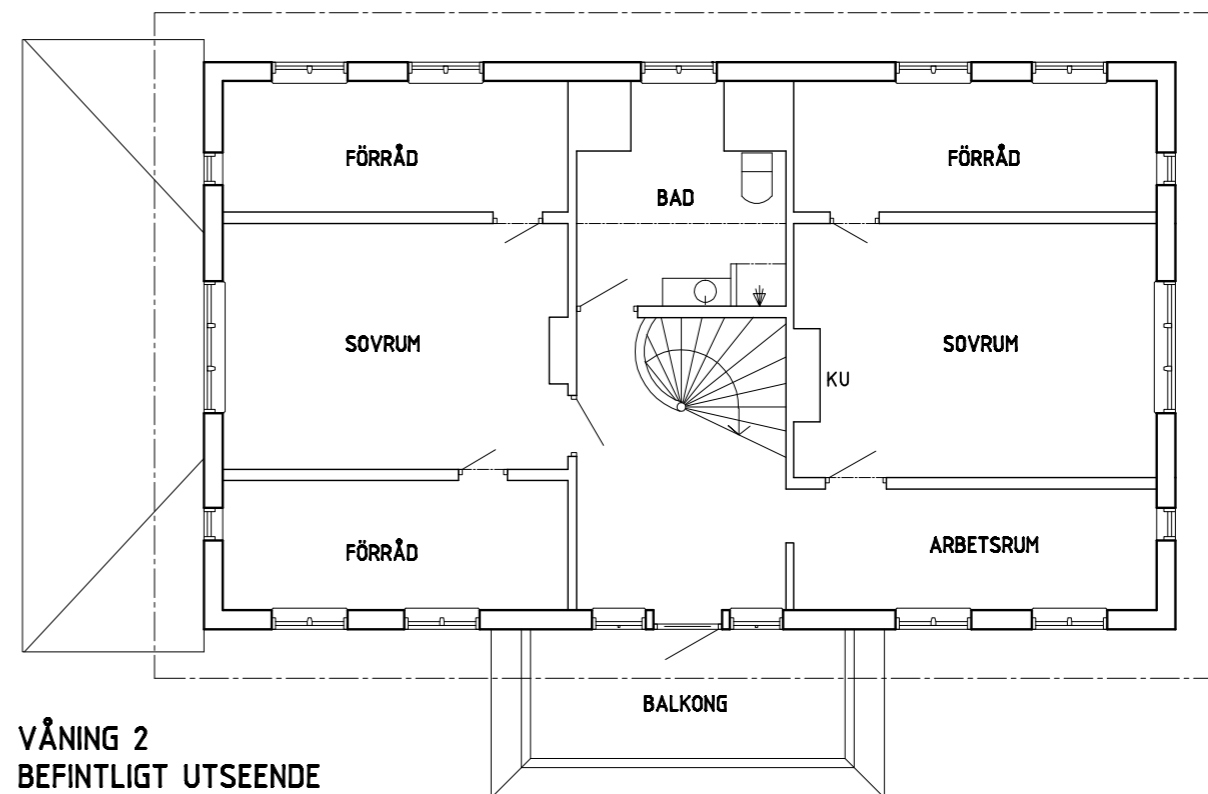 FÖRRÅD
FÖRRÅD
BAD
SOVRUM
SOVRUM
KU
FÖRRÅD
ARBETSRUM
BALKONG
VÅNING 2
BEFINTLIGT UTSEENDE